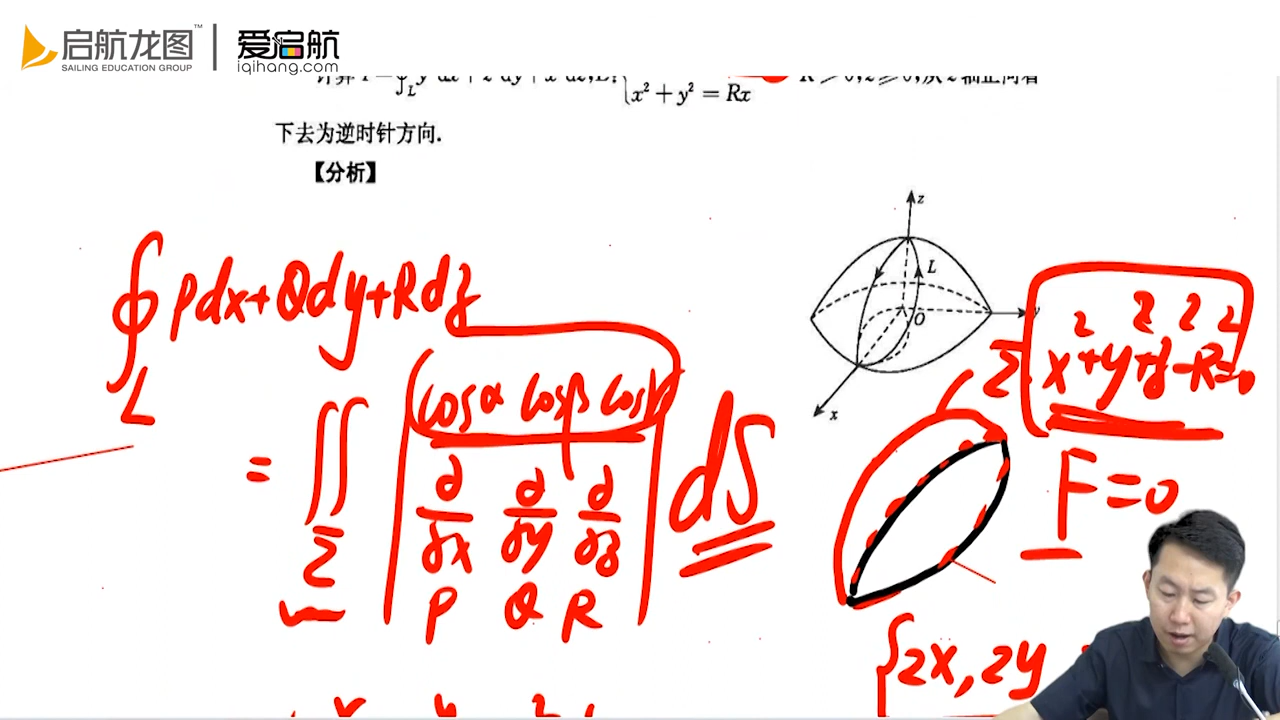 启航龙图™ | 爱启航
SAILING EDUCATION GROUP iqihang.com
x² + y² = Rx
下去为逆时针方向.
【分析】
z
L
O
x
∮_L Pdx+Qdy+Rdz
Σ x²+y²+z²-R²=0
= ∬_Σ | cosα cosβ cosγ | dS
∂/∂x ∂/∂y ∂/∂z
P Q R
F=0
{2x, 2y